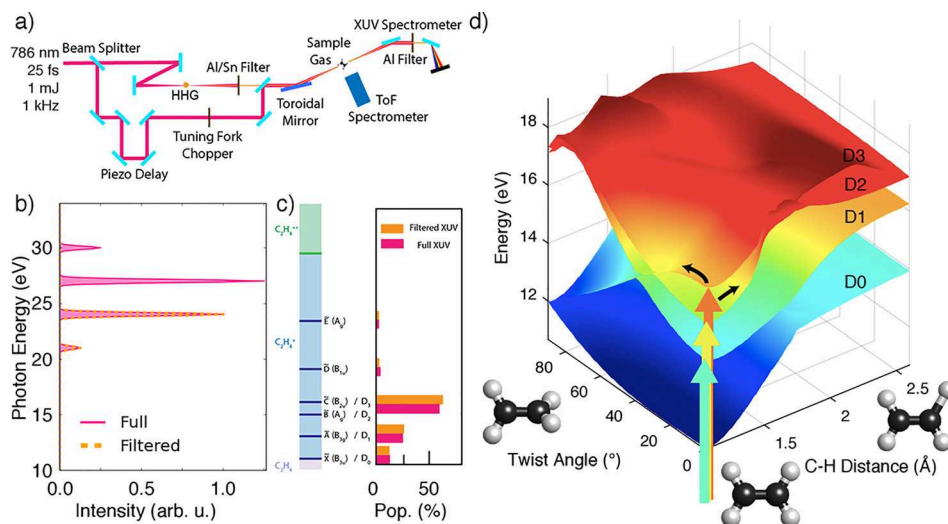 a)
786 nm
25 fs
1 mJ
1 kHz
Beam Splitter
HHG
Al/Sn Filter
Tuning Fork
Chopper
Piezo Delay
Toroidal
Mirror
Sample
Gas
ToF
Spectrometer
XUV Spectrometer
Al Filter
b)
Photon Energy (eV)
30
25
20
15
10
Full
Filtered
0.0
0.5
1.0
Intensity (arb. u.)
c)
C₂H₄⁺⁺
C₂H₄⁺
C₂H₄
Filtered XUV
Full XUV
0
50
Pop. (%)
d)
Energy (eV)
18
16
14
12
D3
D2
D1
D0
80
60
40
20
0
Twist Angle (°)
1.5
2
2.5
C-H Distance (Å)